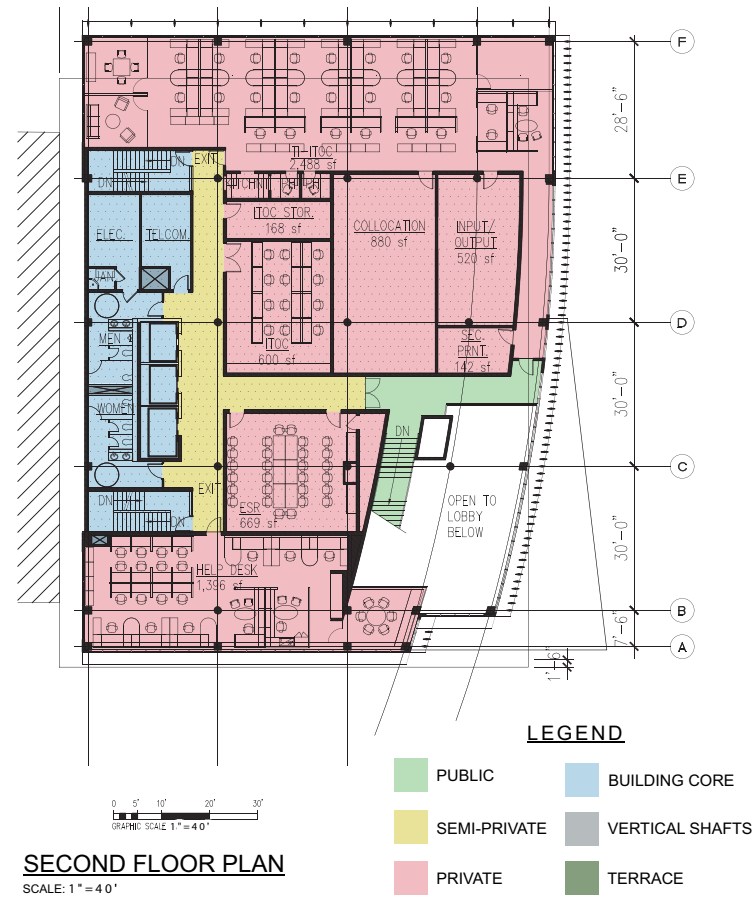 F
28'-6"
EXIT
DN
TI-ITOC
2,488 sf
DN
E
KITCHNT
ITOC STOR.
168 sf
COLLOCATION
880 sf
INPUT/
OUTPUT
520 sf
ELEC.
TELCOM.
30'-0"
JAN.
D
MEN
ITOC
600 sf
SEC.
PRNT.
142 sf
30'-0"
WOMEN
DN
C
EXIT
DN
DN
ESR
669 sf
OPEN TO
LOBBY
BELOW
30'-0"
HELP DESK
1,396 sf
B
7'-6"
A
1'-6"
LEGEND
PUBLIC
BUILDING CORE
SEMI-PRIVATE
VERTICAL SHAFTS
PRIVATE
TERRACE
0 5' 10' 20' 30'
GRAPHIC SCALE 1"=40'
SECOND FLOOR PLAN
SCALE: 1"=40'